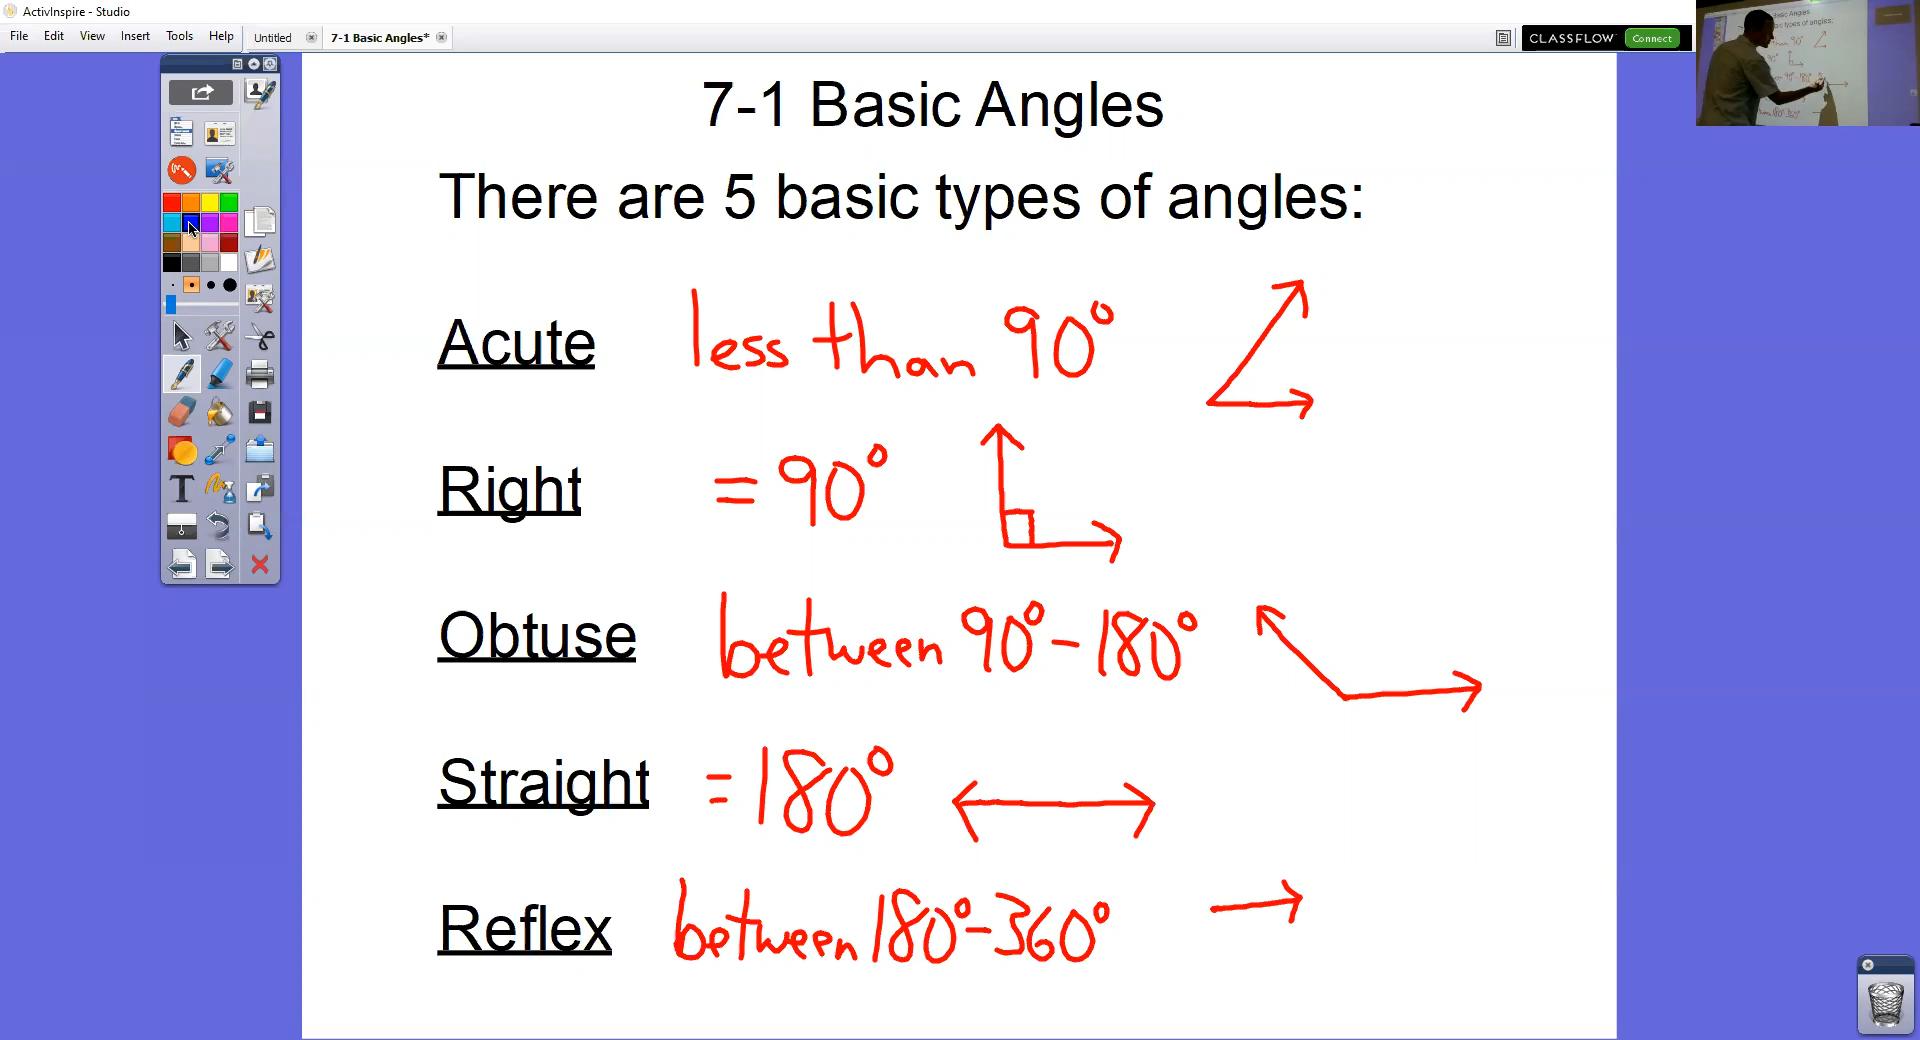 ActivInspire - Studio
File Edit View Insert Tools Help
Untitled 7-1 Basic Angles*
CLASSFLOW Connect
7-1 Basic Angles
There are 5 basic types of angles:
Acute less than 90°
Right = 90°
Obtuse between 90° - 180°
Straight = 180°
Reflex between 180° - 360°
T